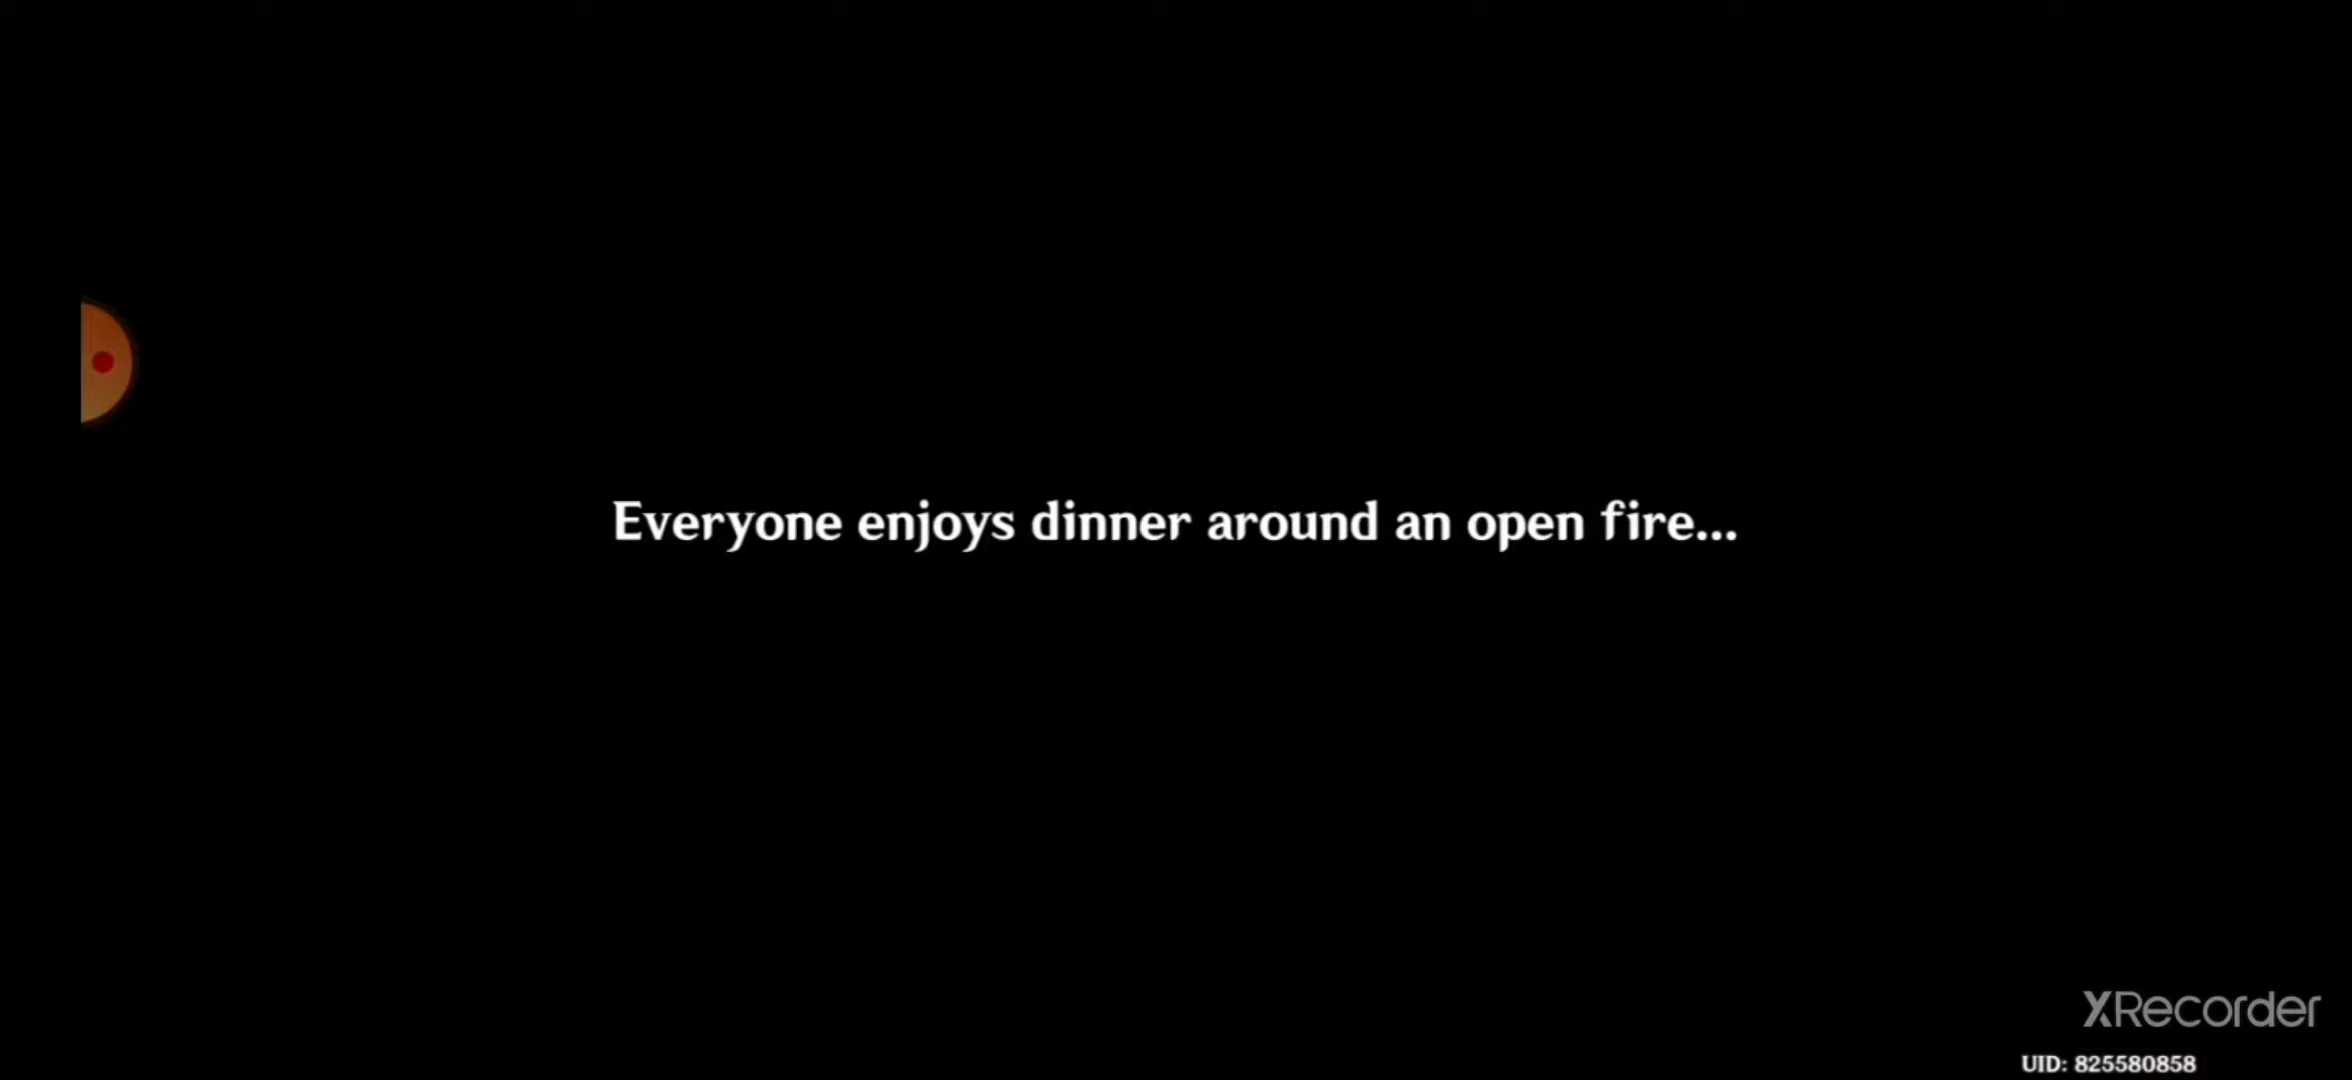 Everyone enjoys dinner around an open fire...
XRecorder
UID: 825580858